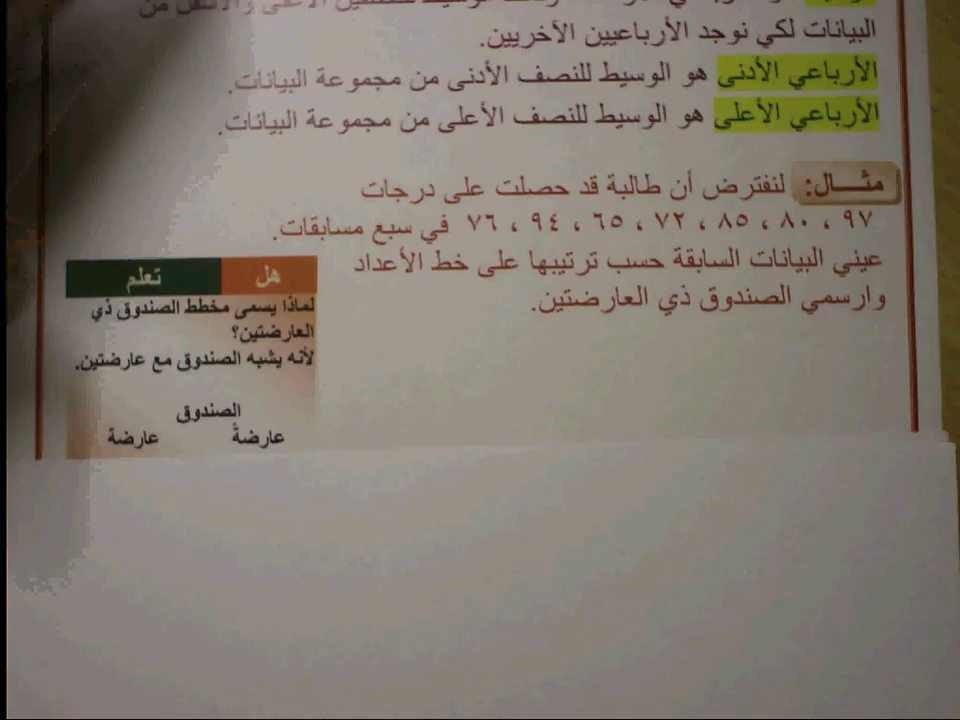 البيانات لكي نوجد الأرباعيين الآخريين.
الأرباعي الأدنى هو الوسيط للنصف الأدنى من مجموعة البيانات.
الأرباعي الأعلى هو الوسيط للنصف الأعلى من مجموعة البيانات.
مثــال: لنفترض أن طالبة قد حصلت على درجات
٩٧ ، ٨٠ ، ٨٥ ، ٧٢ ، ٦٥ ، ٩٤ ، ٧٦ في سبع مسابقات.
عيني البيانات السابقة حسب ترتيبها على خط الأعداد
وارسمي الصندوق ذي العارضتين.
هل تعلم
لماذا يسمى مخطط الصندوق ذي
العارضتين؟
لأنه يشبه الصندوق مع عارضتين.
الصندوق
عارضةُ عارضة